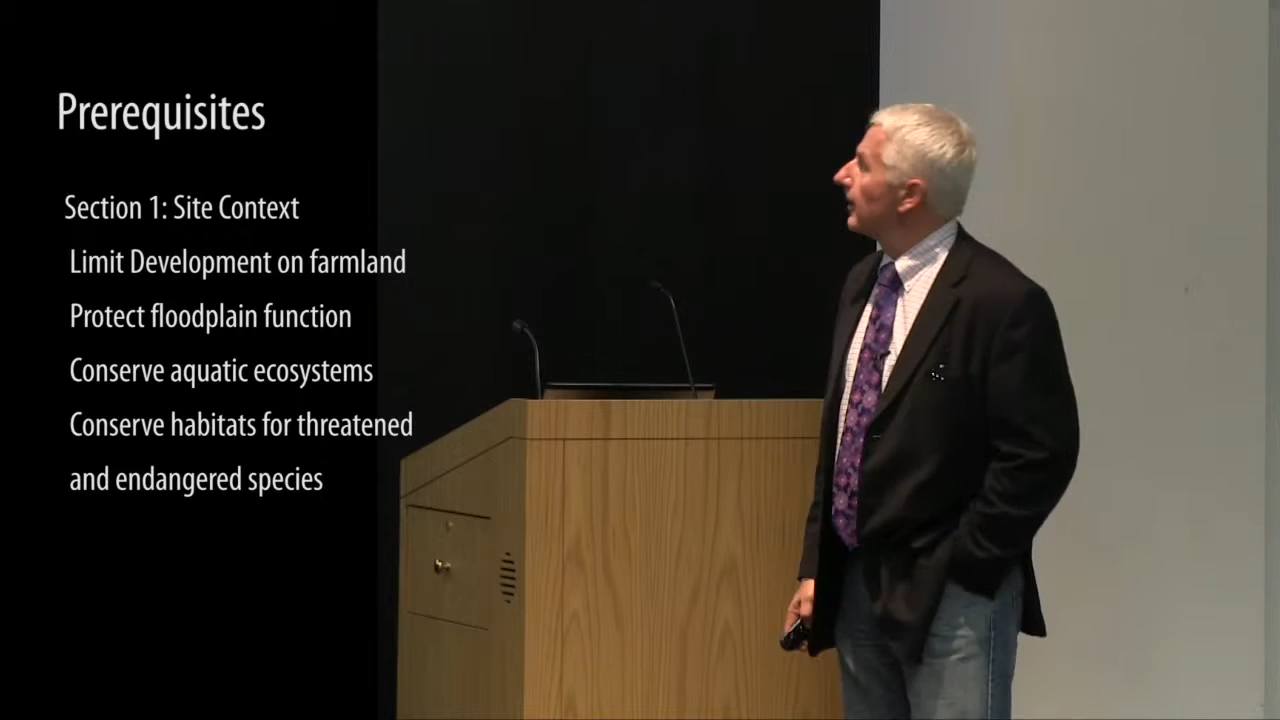 Prerequisites
Section 1: Site Context
Limit Development on farmland
Protect floodplain function
Conserve aquatic ecosystems
Conserve habitats for threatened
and endangered species